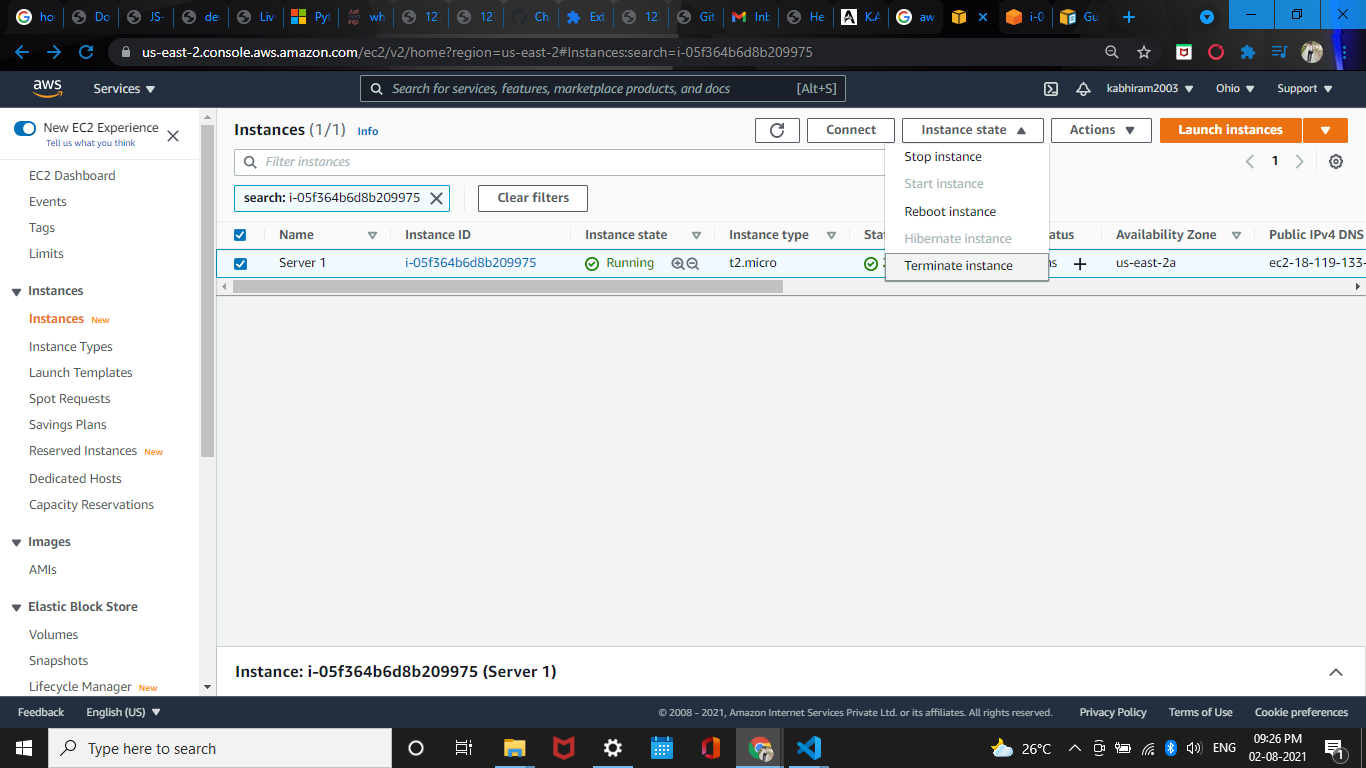 ho Do JS- dev Live Pyt wh 12 12 Ch Ext 12 Git Inb He K.A aw i-0 Gu
us-east-2.console.aws.amazon.com/ec2/v2/home?region=us-east-2#Instances:search=i-05f364b6d8b209975
aws Services Search for services, features, marketplace products, and docs [Alt+S] kabhiram2003 Ohio Support
New EC2 Experience
Tell us what you think
EC2 Dashboard
Events
Tags
Limits
Instances
Instances New
Instance Types
Launch Templates
Spot Requests
Savings Plans
Reserved Instances New
Dedicated Hosts
Capacity Reservations
Images
AMIs
Elastic Block Store
Volumes
Snapshots
Lifecycle Manager New
Instances (1/1) Info Connect Instance state Actions Launch instances
Filter instances 1
search: i-05f364b6d8b209975 Clear filters
Stop instance
Start instance
Reboot instance
Hibernate instance
Terminate instance
Name Instance ID Instance state Instance type Stat atus Availability Zone Public IPv4 DNS
Server 1 i-05f364b6d8b209975 Running t2.micro us-east-2a ec2-18-119-133-
Instance: i-05f364b6d8b209975 (Server 1)
Feedback English (US) © 2008 - 2021, Amazon Internet Services Private Ltd. or its affiliates. All rights reserved. Privacy Policy Terms of Use Cookie preferences
Type here to search 26°C ENG 09:26 PM
02-08-2021 1